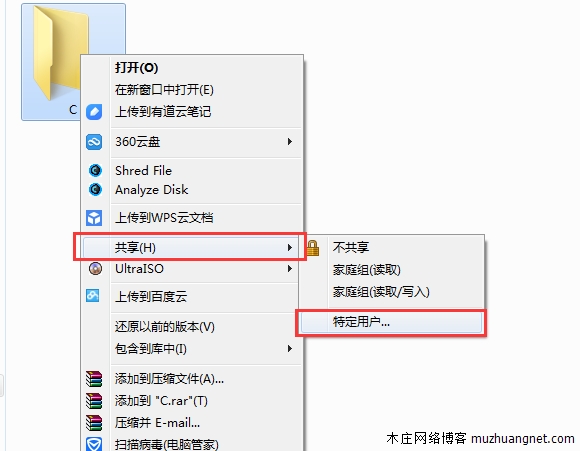 C
打开(O)
在新窗口中打开(E)
上传到有道云笔记
360云盘
Shred File
Analyze Disk
上传到WPS云文档
共享(H)
UltraISO
上传到百度云
还原以前的版本(V)
包含到库中(I)
添加到压缩文件(A)...
添加到 "C.rar"(T)
压缩并 E-mail...
扫描病毒(电脑管家)
不共享
家庭组(读取)
家庭组(读取/写入)
特定用户...
木庄网络博客 muzhuangnet.com